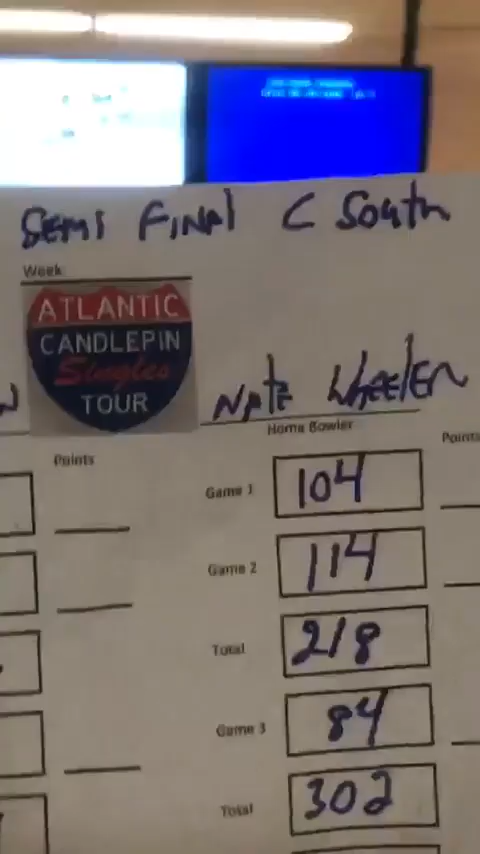 SEMI FINAL C South
Week:
ATLANTIC
CANDLEPIN
Singles
TOUR
NATE WHEELER
Home Bowler
Points
Points
Game 1
104
Game 2
114
Total
218
Game 3
84
Total
302